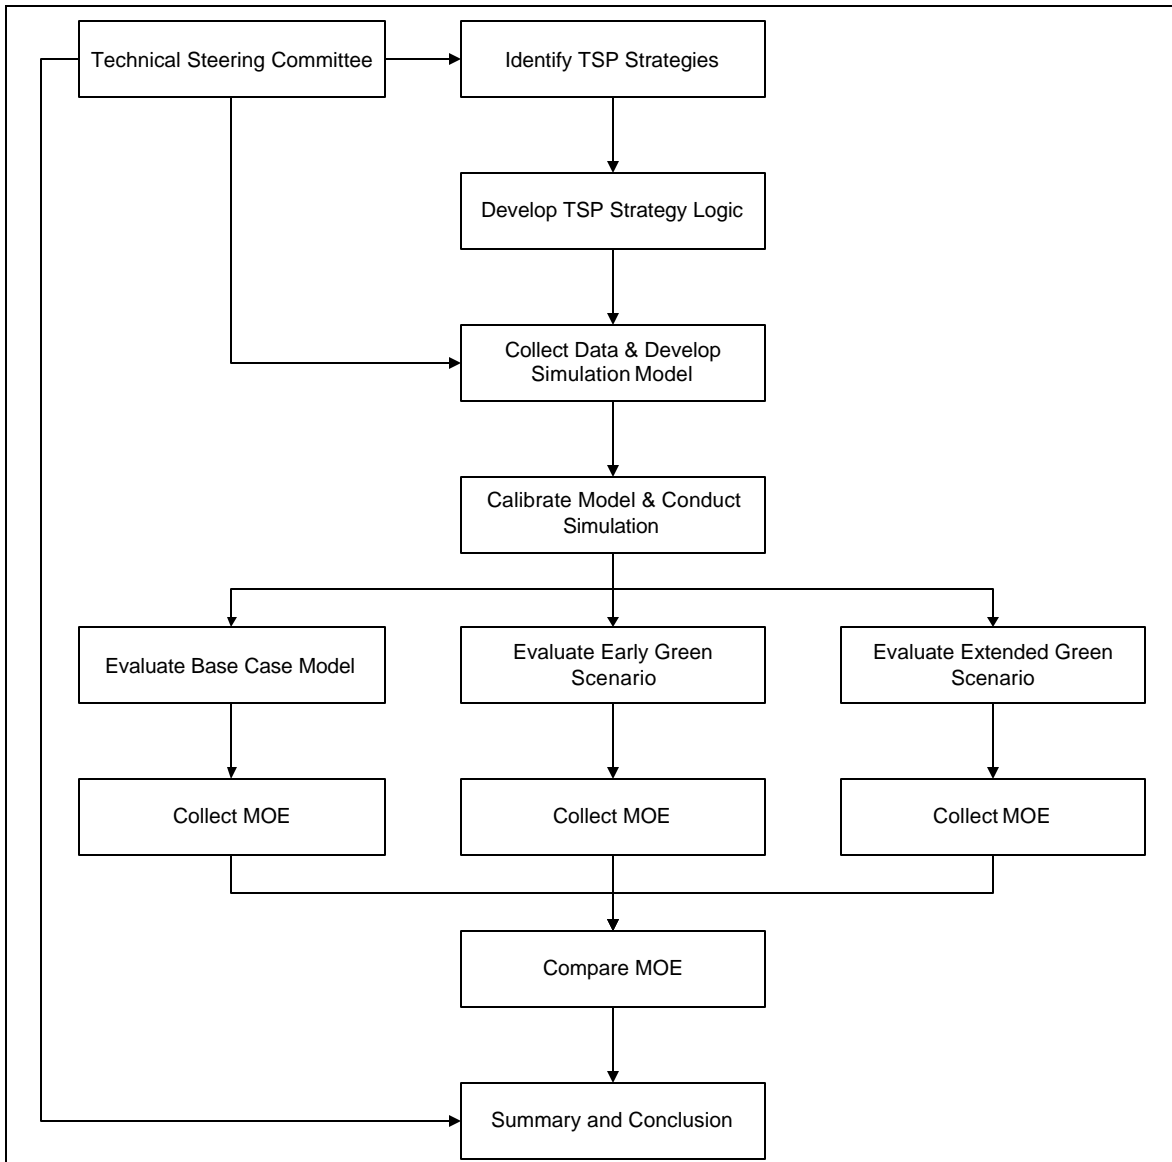 Technical Steering Committee
Identify TSP Strategies
Develop TSP Strategy Logic
Collect Data & Develop
Simulation Model
Calibrate Model & Conduct
Simulation
Evaluate Base Case Model
Evaluate Early Green
Scenario
Evaluate Extended Green
Scenario
Collect MOE
Collect MOE
Collect MOE
Compare MOE
Summary and Conclusion